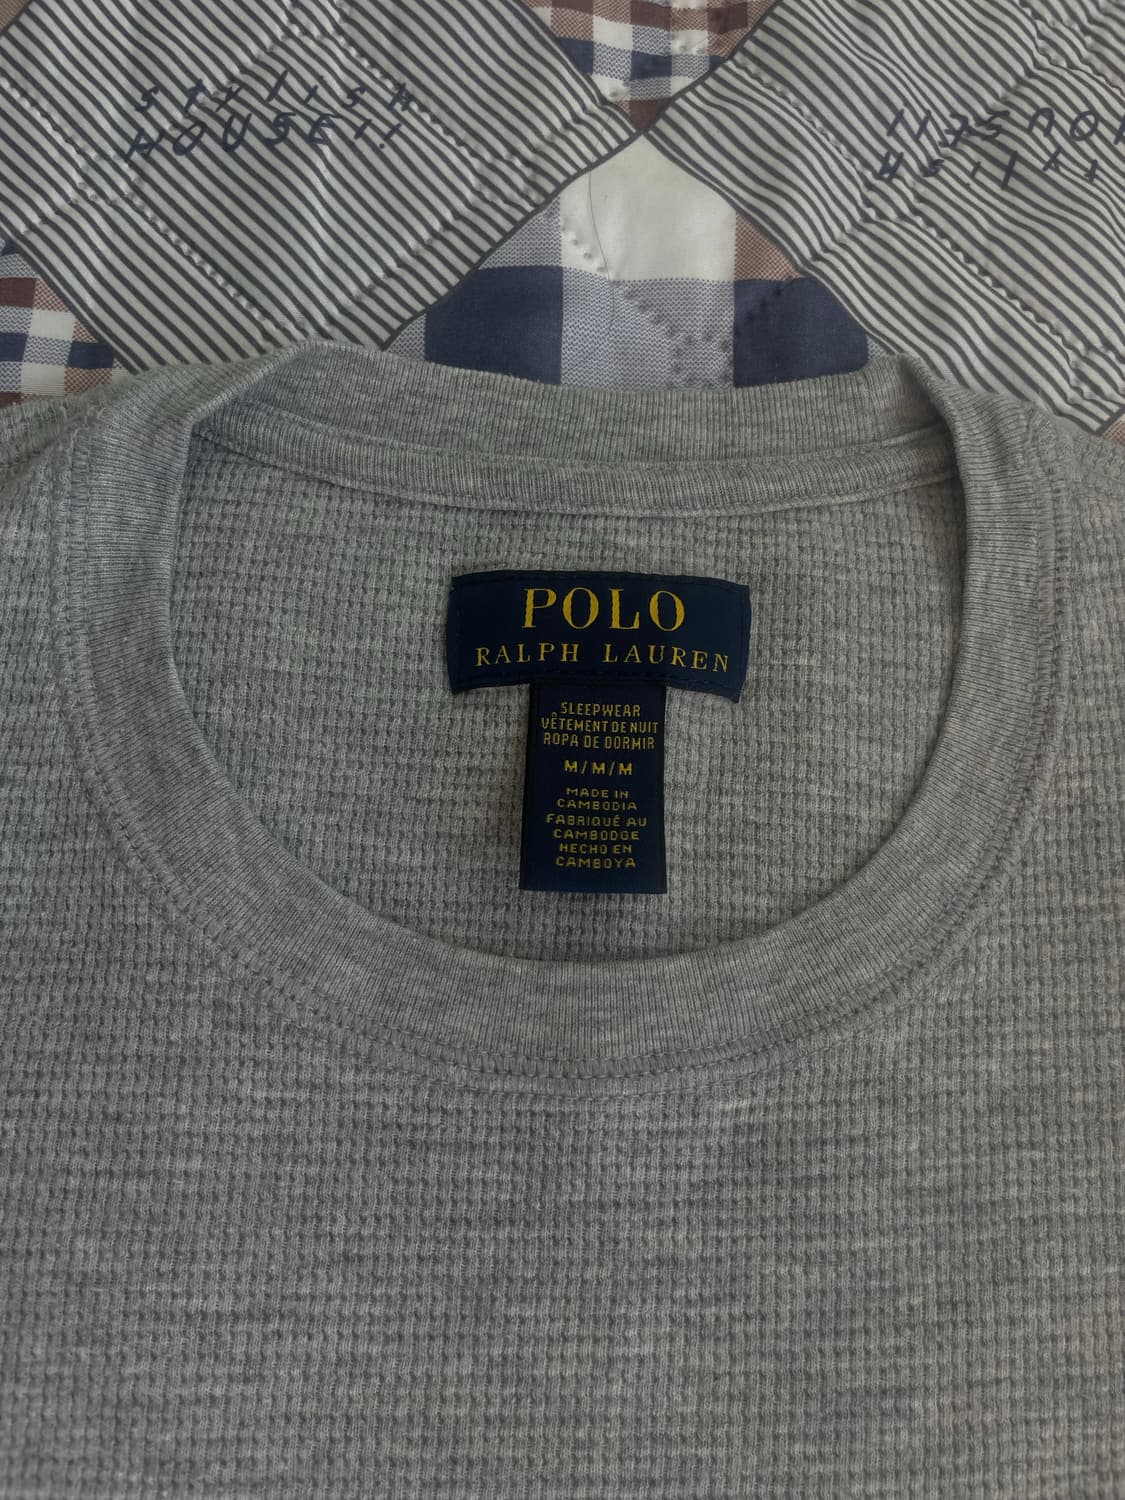 STYLISH
HOUSE!!
HOUSE!!
STYLISH
POLO
RALPH LAUREN
SLEEPWEAR
VÊTEMENT DE NUIT
ROPA DE DORMIR
M/M/M
MADE IN
CAMBODIA
FABRIQUÉ AU
CAMBODGE
HECHO EN
CAMBOYA